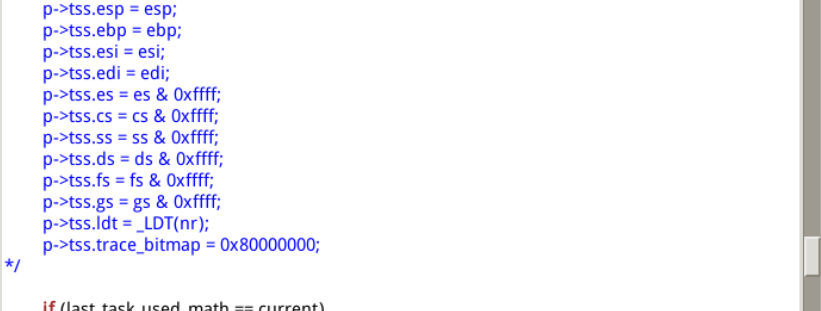 p->tss.esp = esp;
p->tss.ebp = ebp;
p->tss.esi = esi;
p->tss.edi = edi;
p->tss.es = es & 0xffff;
p->tss.cs = cs & 0xffff;
p->tss.ss = ss & 0xffff;
p->tss.ds = ds & 0xffff;
p->tss.fs = fs & 0xffff;
p->tss.gs = gs & 0xffff;
p->tss.ldt = _LDT(nr);
p->tss.trace_bitmap = 0x80000000;
*/
if (last_task_used_math == current)